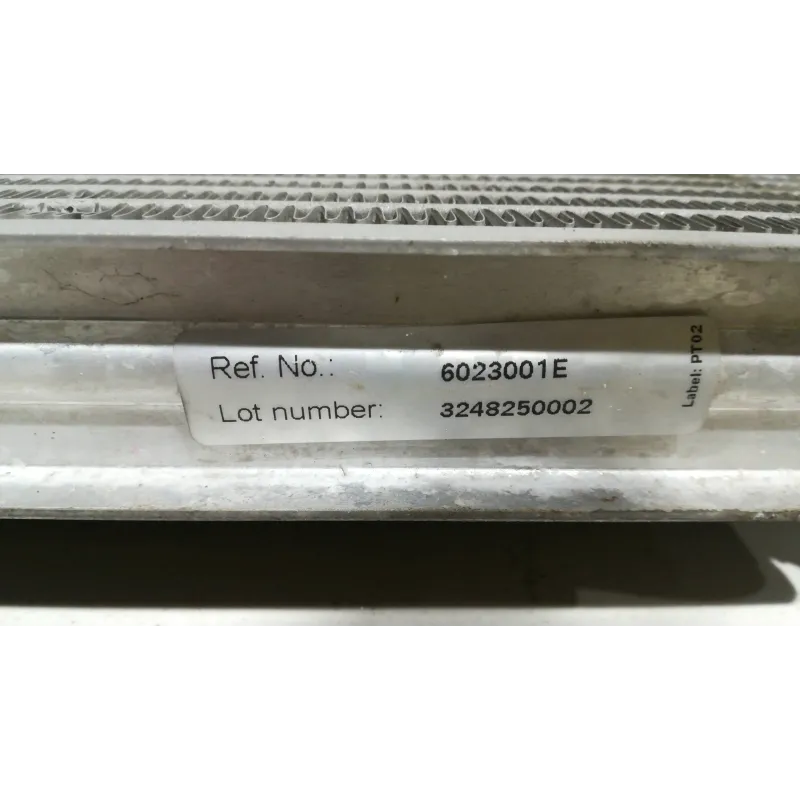 Ref. No.: 6023001E
Lot number: 3248250002
Label: PT02